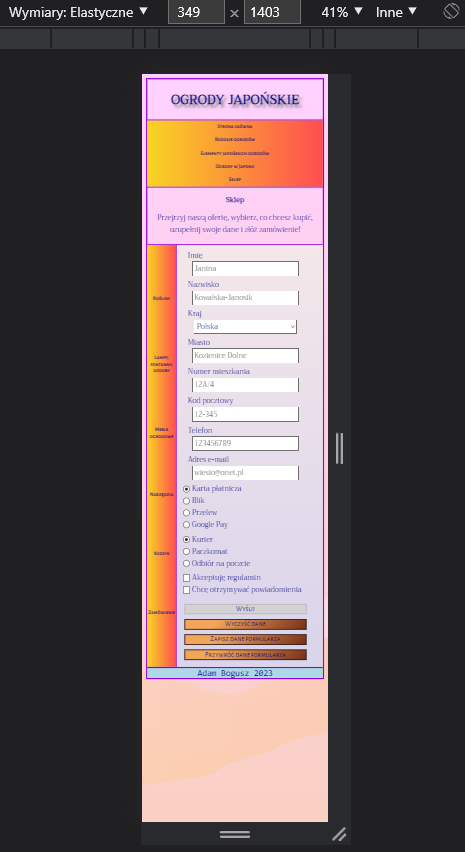 Wymiary: Elastyczne ▼ 349 × 1403 41% ▼ Inne ▼
OGRODY JAPOŃSKIE
Strona główna
Rodzaje ogrodów
Elementy japońskich ogrodów
Ogrody w Japonii
Sklep
Sklep
Przejrzyj naszą ofertę, wybierz, co chcesz kupić,
uzupełnij swoje dane i złóż zamówienie!
Rośliny
Lampy,
fontanny,
ozdoby
Meble
ogrodowe
Narzędzia
Koszyk
Zamówienie
Imię
Janina
Nazwisko
Kowalska-Janosik
Kraj
Polska
Miasto
Kozienice Dolne
Numer mieszkania
12A/4
Kod pocztowy
12-345
Telefon
123456789
Adres e-mail
wiesio@onet.pl
Karta płatnicza
Blik
Przelew
Google Pay
Kurier
Paczkomat
Odbiór na poczcie
Akceptuję regulamin
Chcę otrzymywać powiadomienia
Wyślij
Wyczyść dane
Zapisz dane formularza
Przywróć dane formularza
Adam Bogusz 2023